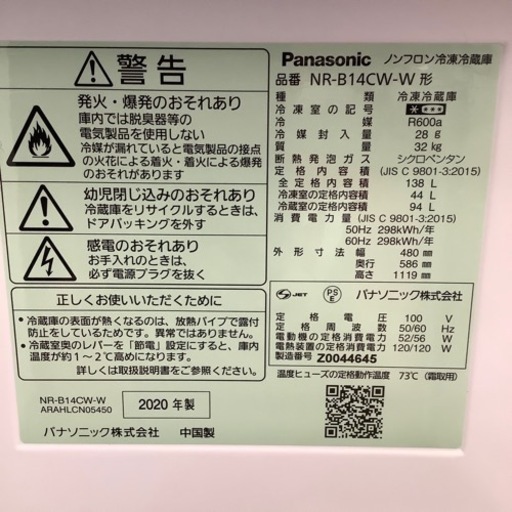 警告
発火・爆発のおそれあり
庫内では脱臭器等の
電気製品を使用しない
冷媒が漏れていると電気製品の接点
の火花による着火・着火による爆発
のおそれがあります
幼児閉じ込みのおそれあり
冷蔵庫をリサイクルするときは、
ドアパッキングを外す
感電のおそれあり
お手入れのときは、
必ず電源プラグを抜く
正しくお使いいただくために
●冷蔵庫の表面が熱くなるのは、放熱パイプで露付
防止をしているためです。異常ではありません。
●冷蔵室奥のレバーを「節電」設定にすると、庫内
温度が約1～2℃高めになります。
詳しくは取扱説明書をご覧ください。
NR-B14CW-W
ARAHLCN05450
2020 年製
パナソニック株式会社 中国製
Panasonic ノンフロン冷凍冷蔵庫
品番 NR-B14CW-W 形
種類 冷凍冷蔵庫
冷凍室の記号
冷媒 R600a
冷媒封入量 28 g
質量 32 kg
断熱発泡ガス シクロペンタン
定格内容積 (JIS C 9801-3:2015)
全定格内容積 138 L
冷凍室の定格内容積 44 L
冷蔵室の定格内容積 94 L
消費電力量 (JIS C 9801-3:2015)
50Hz 298kWh/年
60Hz 298kWh/年
外形寸法 幅 480 ㎜
奥行 586 ㎜
高さ 1119 ㎜
JET PSE パナソニック株式会社
定格電圧 100 V
定格周波数 50/60 Hz
電動機の定格消費電力 52/56 W
電熱装置の定格消費電力 120/120 W
製造番号 Z0044645
温度ヒューズの定格動作温度 73℃ (霜取用)